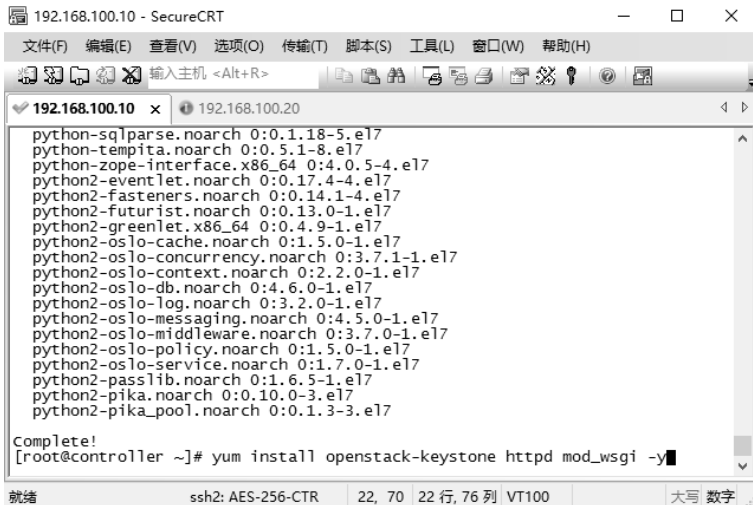 192.168.100.10 - SecureCRT
文件(F) 编辑(E) 查看(V) 选项(O) 传输(T) 脚本(S) 工具(L) 窗口(W) 帮助(H)
输入主机 <Alt+R>
192.168.100.10 × 192.168.100.20
python-sqlparse.noarch 0:0.1.18-5.el7
python-tempita.noarch 0:0.5.1-8.el7
python-zope-interface.x86_64 0:4.0.5-4.el7
python2-eventlet.noarch 0:0.17.4-4.el7
python2-fasteners.noarch 0:0.14.1-4.el7
python2-futurist.noarch 0:0.13.0-1.el7
python2-greenlet.x86_64 0:0.4.9-1.el7
python2-oslo-cache.noarch 0:1.5.0-1.el7
python2-oslo-concurrency.noarch 0:3.7.1-1.el7
python2-oslo-context.noarch 0:2.2.0-1.el7
python2-oslo-db.noarch 0:4.6.0-1.el7
python2-oslo-log.noarch 0:3.2.0-1.el7
python2-oslo-messaging.noarch 0:4.5.0-1.el7
python2-oslo-middleware.noarch 0:3.7.0-1.el7
python2-oslo-policy.noarch 0:1.5.0-1.el7
python2-oslo-service.noarch 0:1.7.0-1.el7
python2-passlib.noarch 0:1.6.5-1.el7
python2-pika.noarch 0:0.10.0-3.el7
python2-pika_pool.noarch 0:0.1.3-3.el7
Complete!
[root@controller ~]# yum install openstack-keystone httpd mod_wsgi -y
就绪 ssh2: AES-256-CTR 22, 70 22 行, 76 列 VT100 大写 数字